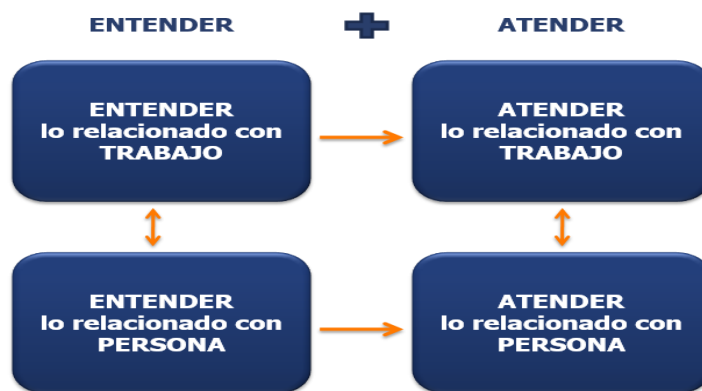 ENTENDER
ATENDER
ENTENDER
lo relacionado con
TRABAJO
ATENDER
lo relacionado con
TRABAJO
ENTENDER
lo relacionado con
PERSONA
ATENDER
lo relacionado con
PERSONA